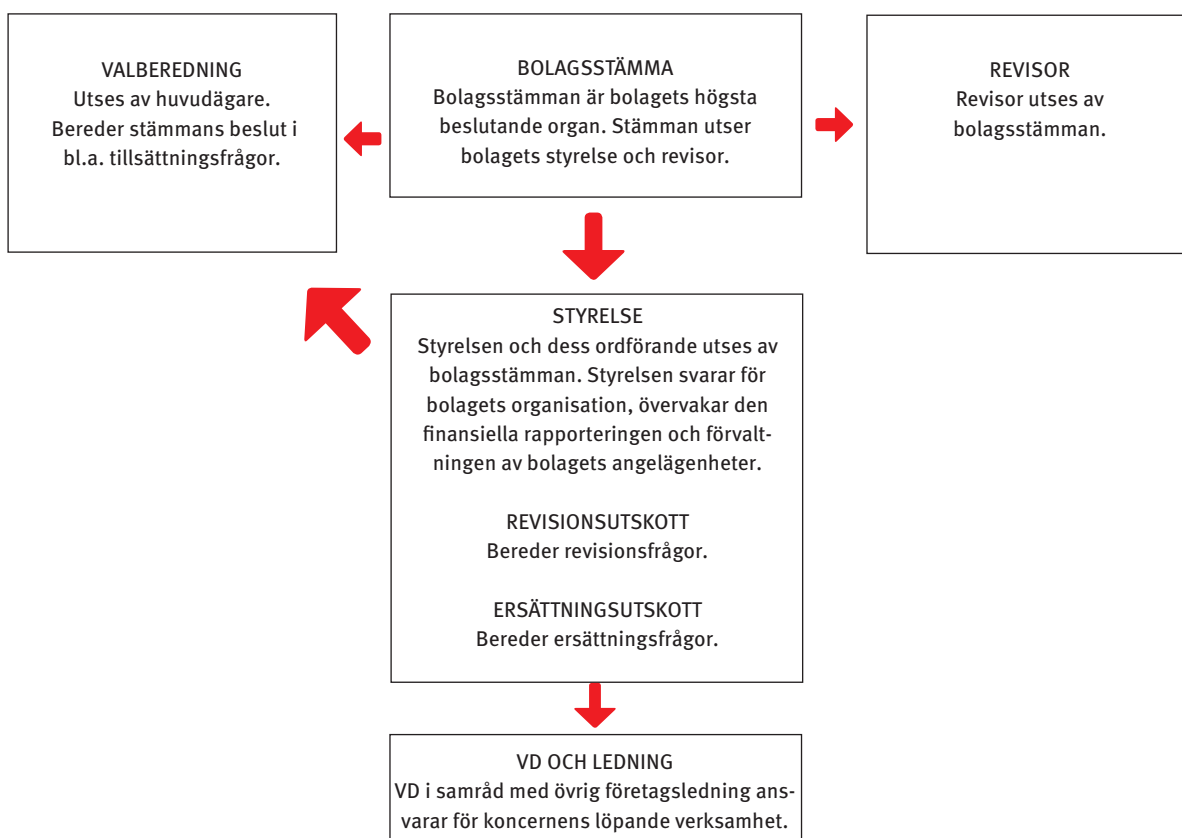 VALBEREDNING
Utses av huvudägare.
Bereder stämmans beslut i
bl.a. tillsättningsfrågor.
BOLAGSSTÄMMA
Bolagsstämman är bolagets högsta
beslutande organ. Stämman utser
bolagets styrelse och revisor.
REVISOR
Revisor utses av
bolagsstämman.
STYRELSE
Styrelsen och dess ordförande utses av
bolagsstämman. Styrelsen svarar för
bolagets organisation, övervakar den
finansiella rapporteringen och förvalt-
ningen av bolagets angelägenheter.
REVISIONSUTSKOTT
Bereder revisionsfrågor.
ERSÄTTNINGSUTSKOTT
Bereder ersättningsfrågor.
VD OCH LEDNING
VD i samråd med övrig företagsledning ans-
varar för koncernens löpande verksamhet.